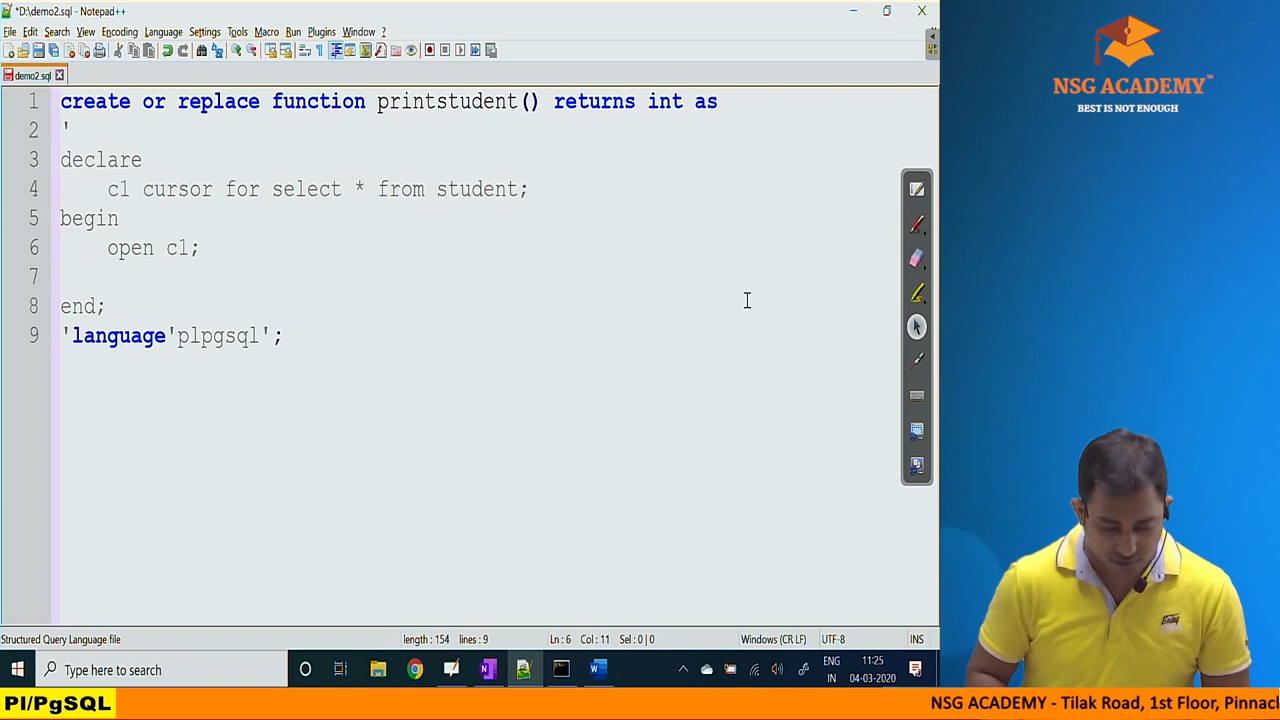 *D:\demo2.sql - Notepad++
File Edit Search View Encoding Language Settings Tools Macro Run Plugins Window ?
demo2.sql
1 create or replace function printstudent() returns int as
2 '
3 declare
4 c1 cursor for select * from student;
5 begin
6 open c1;
7
8 end;
9 'language'plpgsql';
Structured Query Language file length : 154 lines : 9 Ln : 6 Col : 11 Sel : 0 | 0 Windows (CR LF) UTF-8 INS
Type here to search
ENG
IN
11:25
04-03-2020
NSG ACADEMY™
BEST IS NOT ENOUGH
Pl/PgSQL
NSG ACADEMY - Tilak Road, 1st Floor, Pinnac